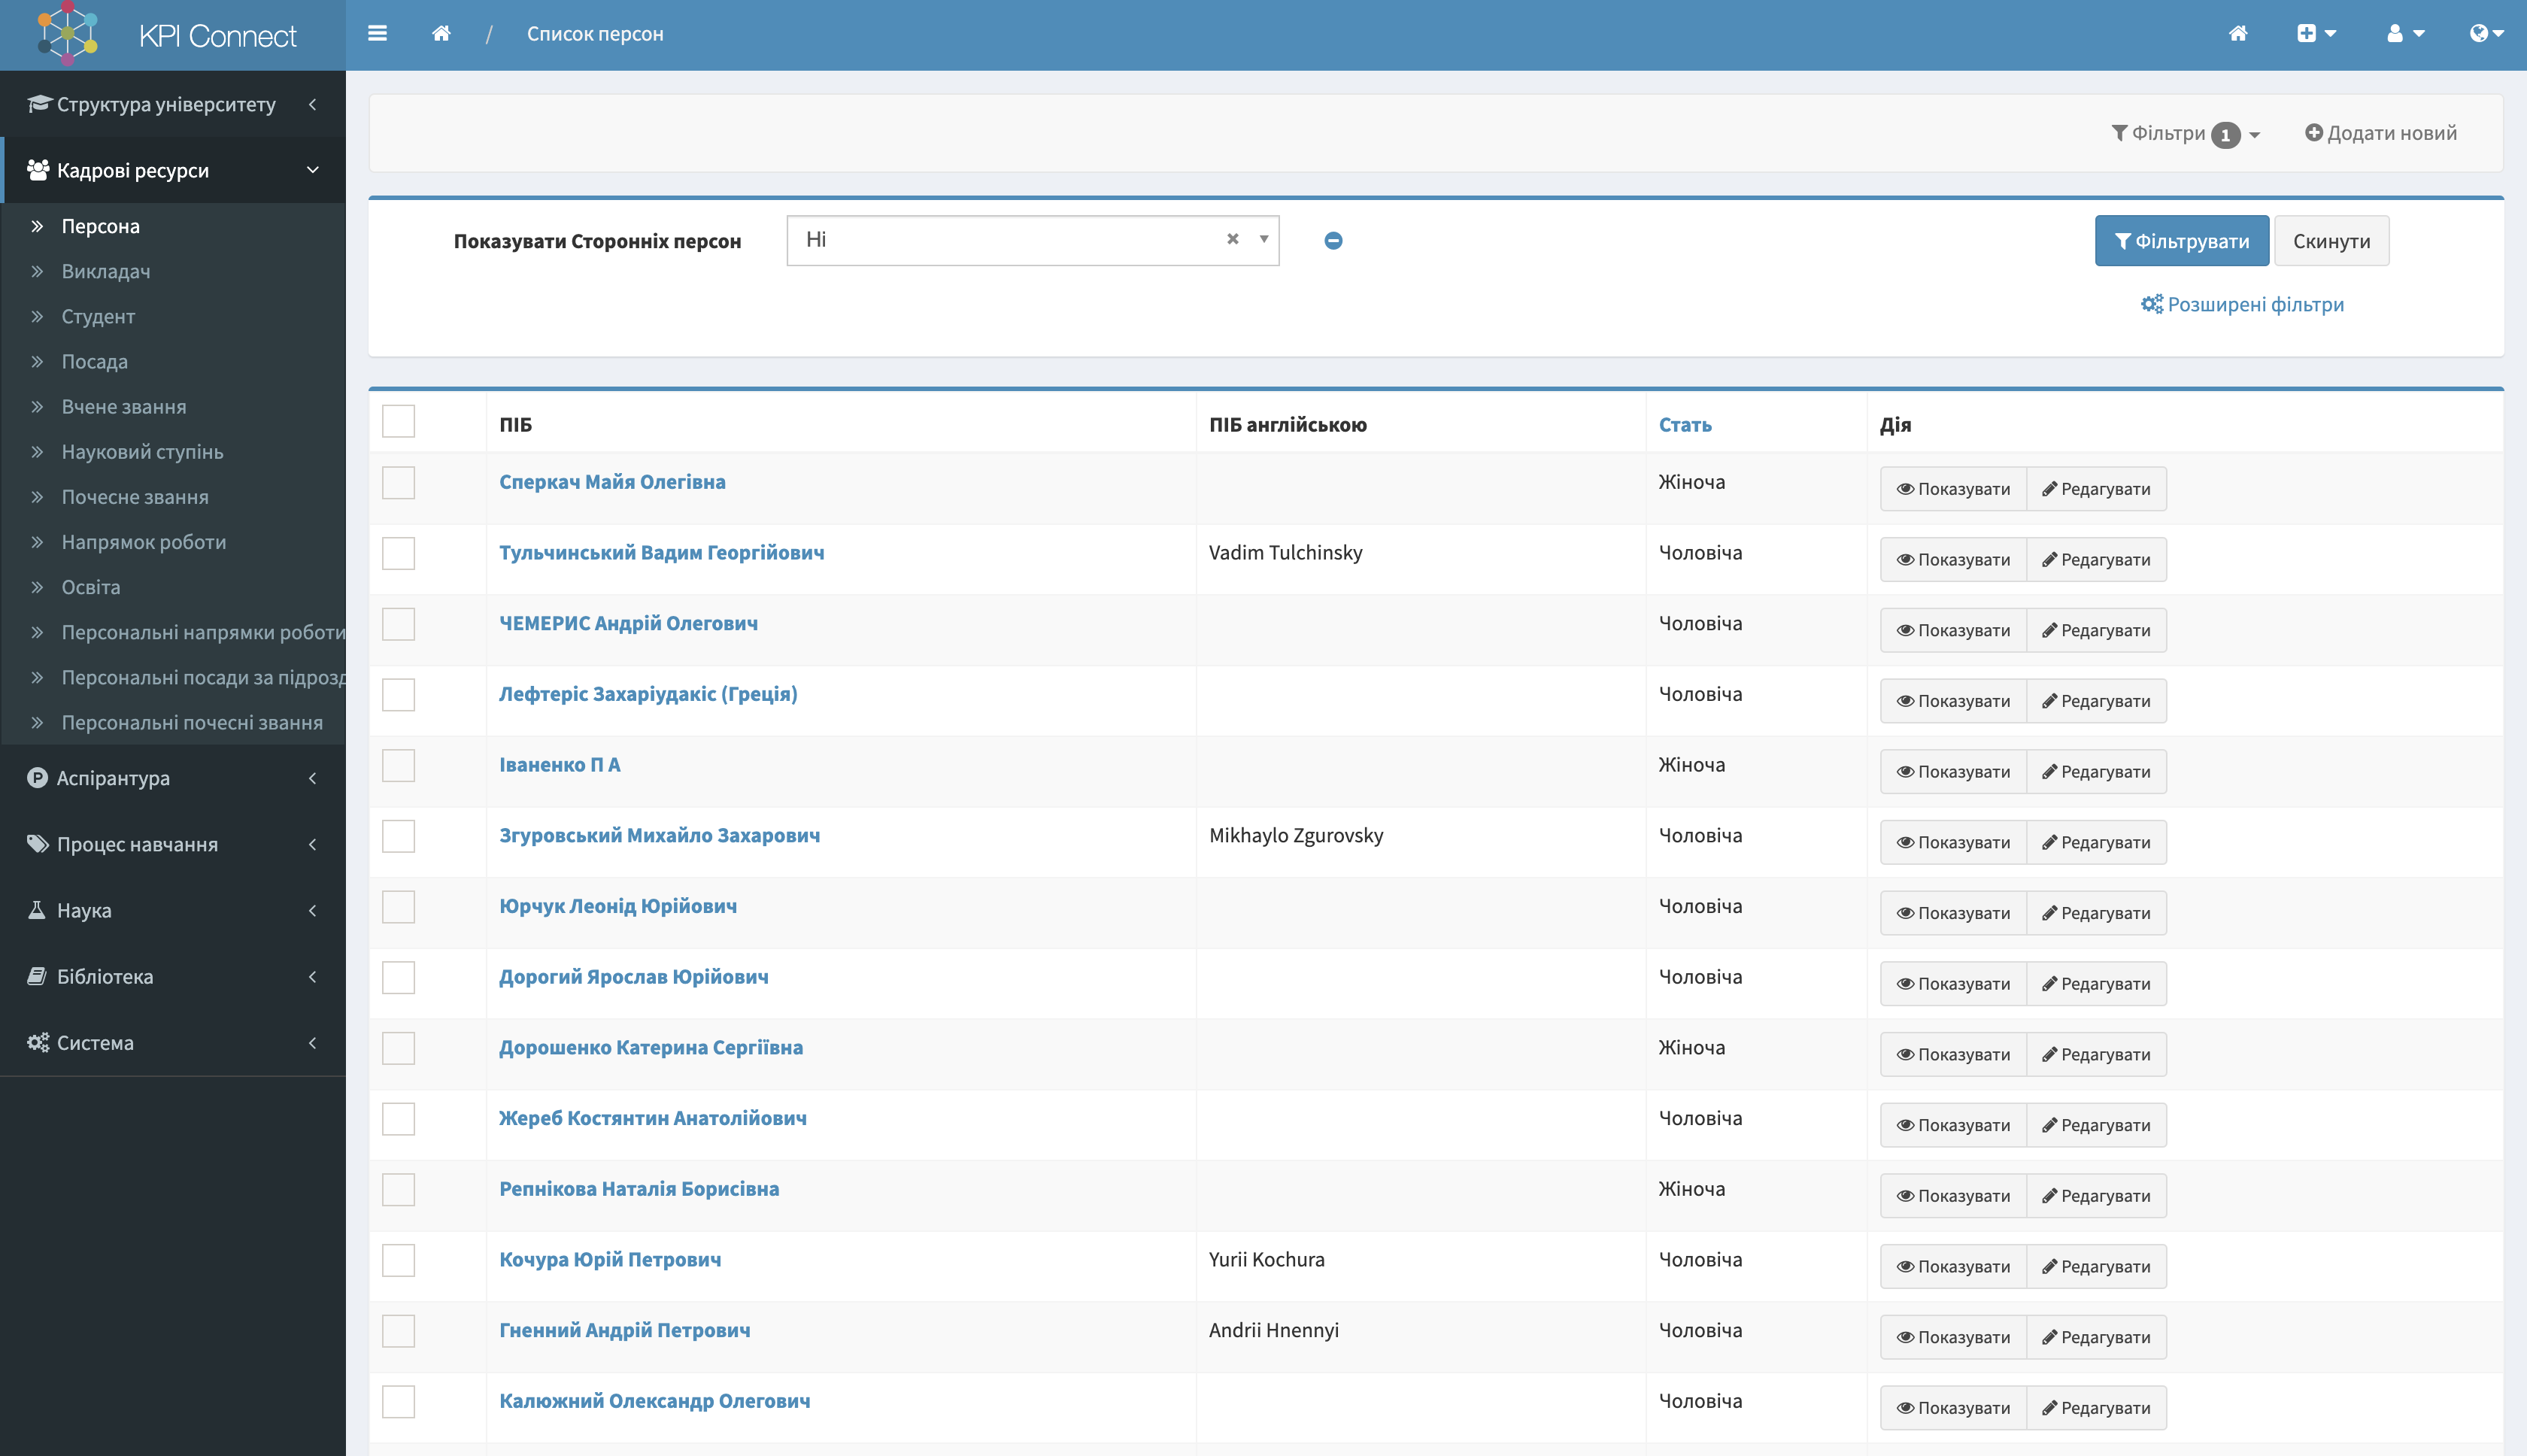 KPI Connect
/ Список персон
Структура університету
Кадрові ресурси
Персона
Викладач
Студент
Посада
Вчене звання
Науковий ступінь
Почесне звання
Напрямок роботи
Освіта
Персональні напрямки роботи
Персональні посади за підрозд
Персональні почесні звання
Аспірантура
Процес навчання
Наука
Бібліотека
Система
Фільтри 1 Додати новий
Показувати Сторонніх персон Ні Фільтрувати Скинути
Розширені фільтри
ПІБ ПІБ англійською Стать Дія
Сперкач Майя Олегівна Жіноча Показувати Редагувати
Тульчинський Вадим Георгійович Vadim Tulchinsky Чоловіча Показувати Редагувати
ЧЕМЕРИС Андрій Олегович Чоловіча Показувати Редагувати
Лефтеріс Захаріудакіс (Греція) Чоловіча Показувати Редагувати
Іваненко П А Жіноча Показувати Редагувати
Згуровський Михайло Захарович Mikhaylo Zgurovsky Чоловіча Показувати Редагувати
Юрчук Леонід Юрійович Чоловіча Показувати Редагувати
Дорогий Ярослав Юрійович Чоловіча Показувати Редагувати
Дорошенко Катерина Сергіївна Жіноча Показувати Редагувати
Жереб Костянтин Анатолійович Чоловіча Показувати Редагувати
Репнікова Наталія Борисівна Жіноча Показувати Редагувати
Кочура Юрій Петрович Yurii Kochura Чоловіча Показувати Редагувати
Гненний Андрій Петрович Andrii Hnennyi Чоловіча Показувати Редагувати
Калюжний Олександр Олегович Чоловіча Показувати Редагувати